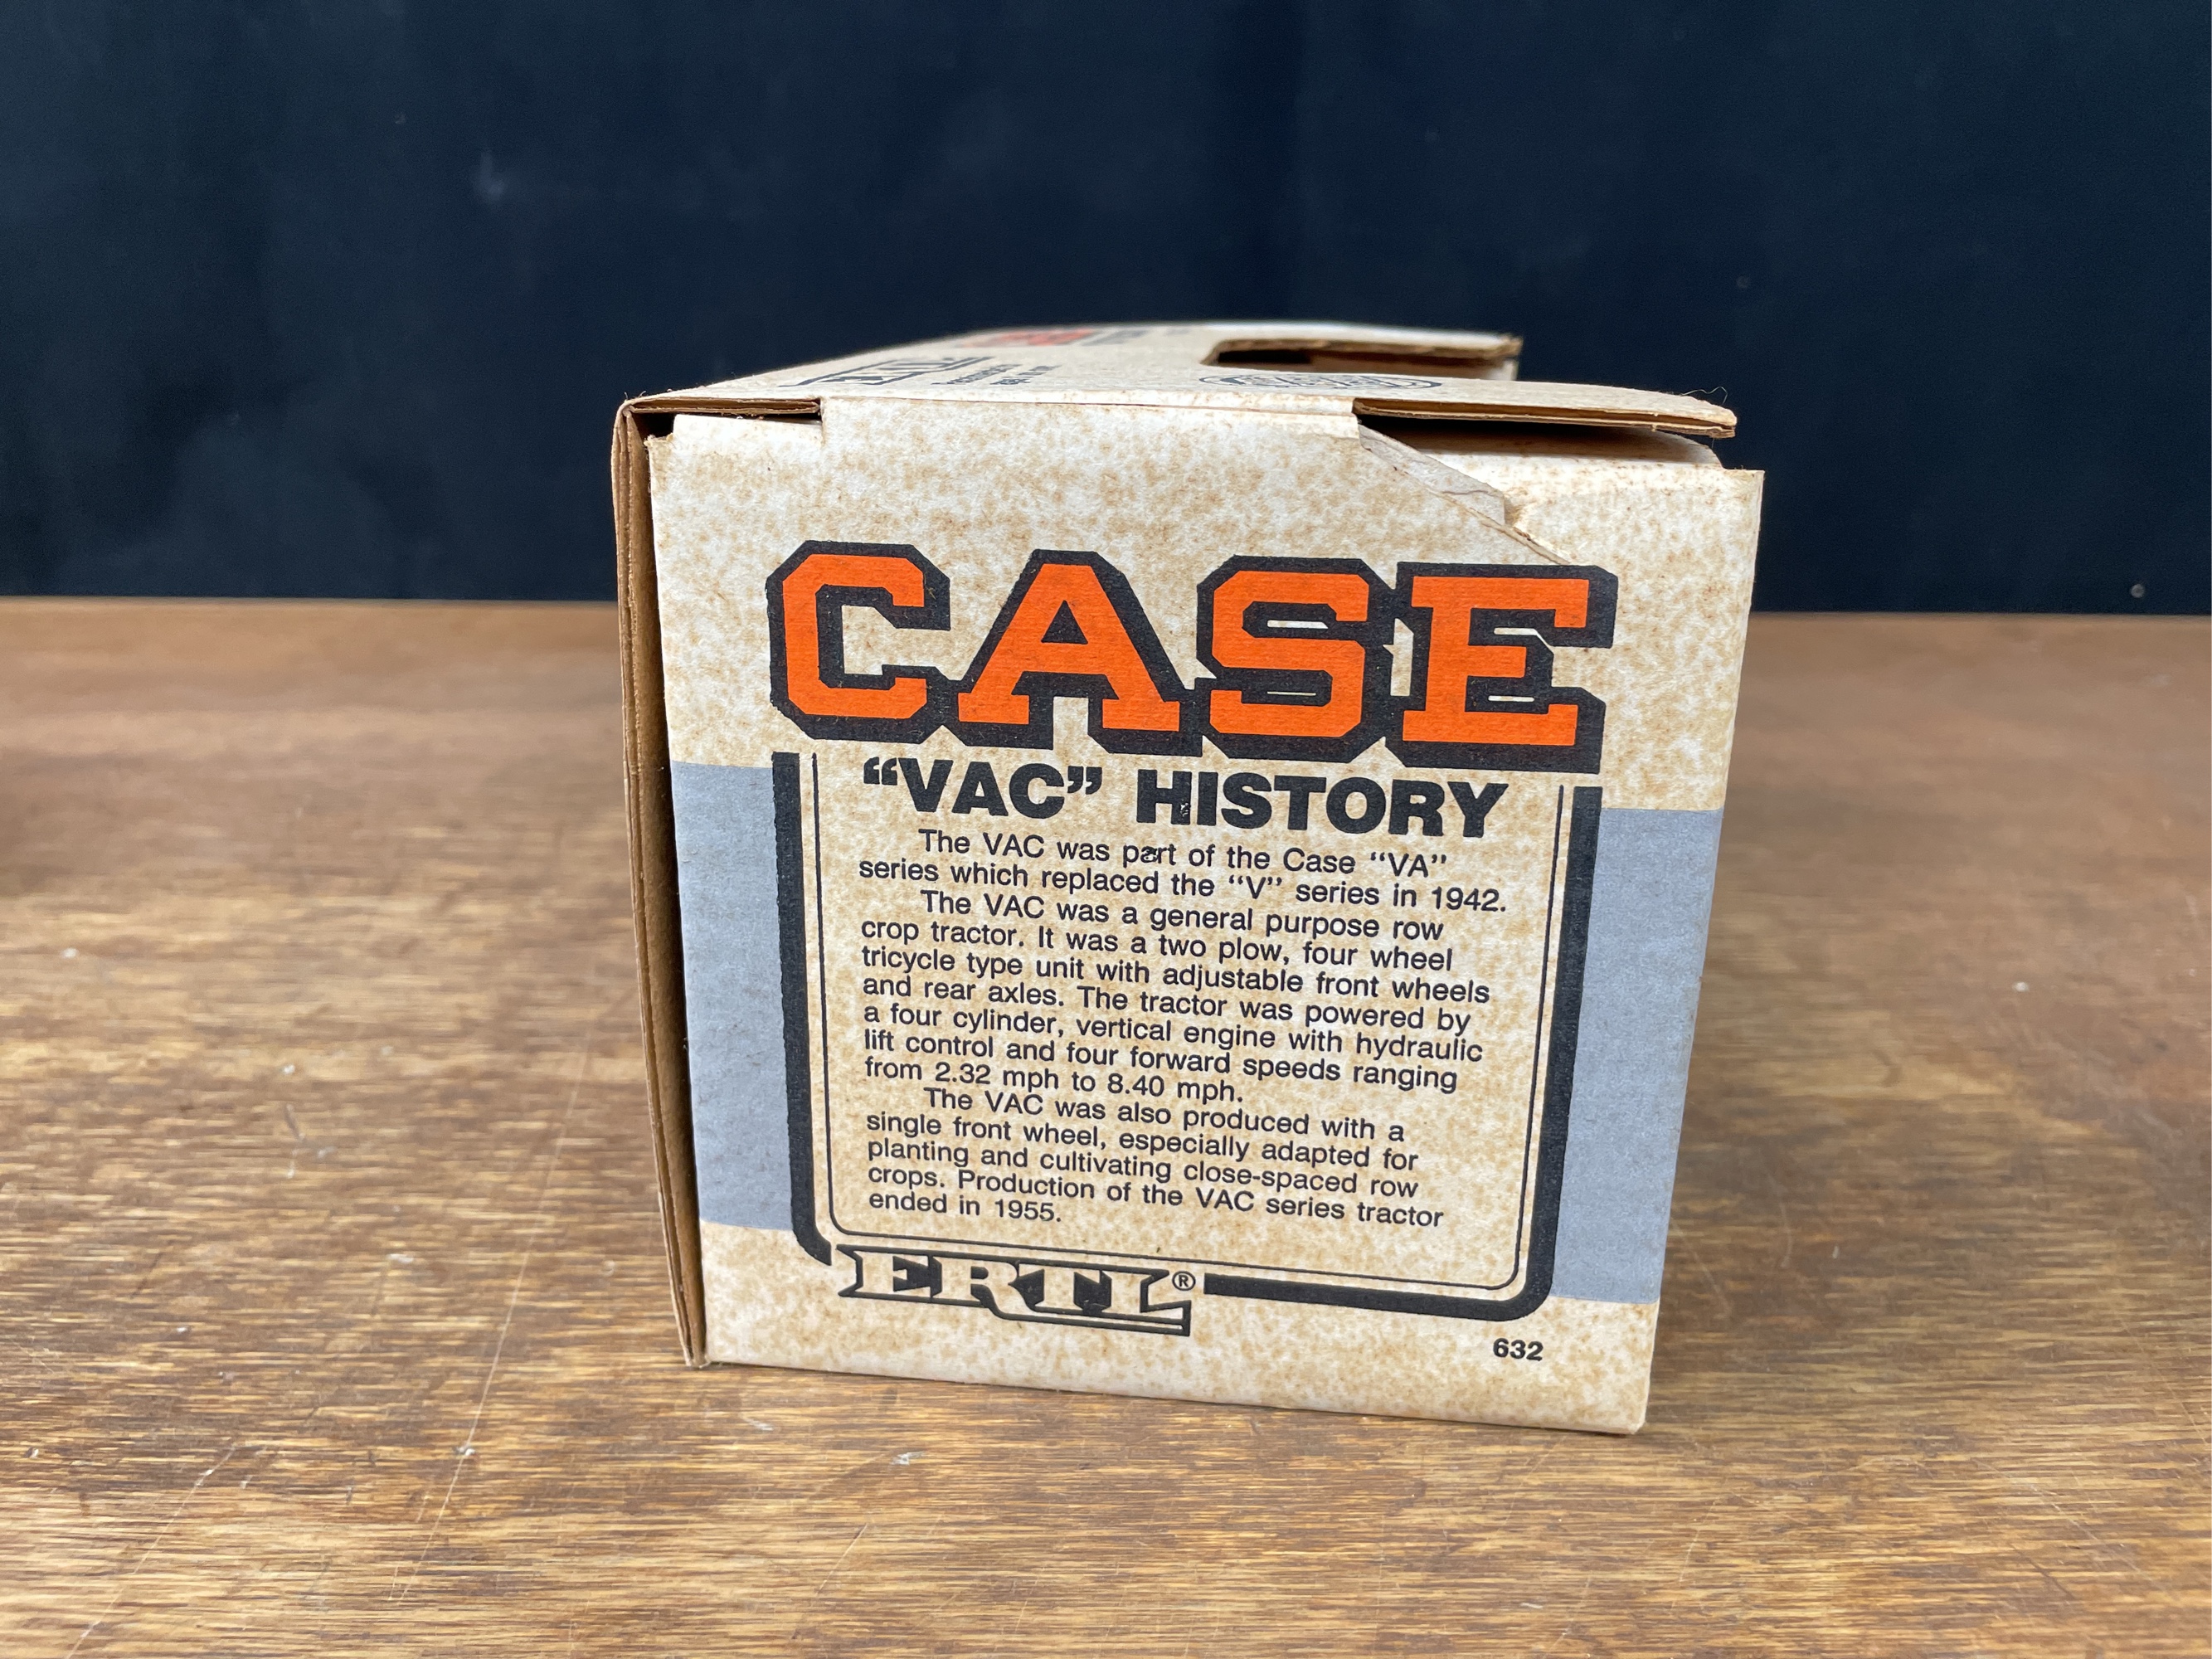 CASE
“VAC” HISTORY
The VAC was part of the Case “VA”
series which replaced the “V” series in 1942.
The VAC was a general purpose row
crop tractor. It was a two plow, four wheel
tricycle type unit with adjustable front wheels
and rear axles. The tractor was powered by
a four cylinder, vertical engine with hydraulic
lift control and four forward speeds ranging
from 2.32 mph to 8.40 mph.
The VAC was also produced with a
single front wheel, especially adapted for
planting and cultivating close-spaced row
crops. Production of the VAC series tractor
ended in 1955.
ERTL®
632